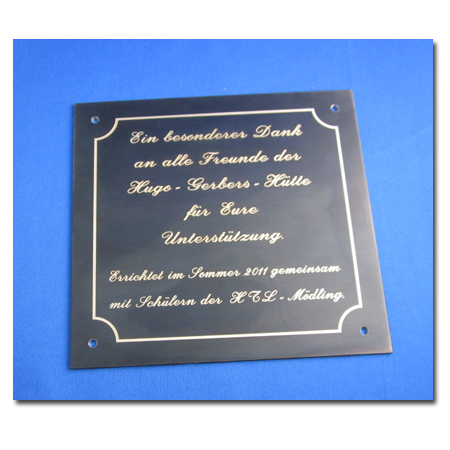 Ein besonderer Dank
an alle Freunde der
Hugo - Gerbers - Hütte
für Eure
Unterstützung.
Errichtet im Sommer 2011 gemeinsam
mit Schülern der HTL - Mödling.